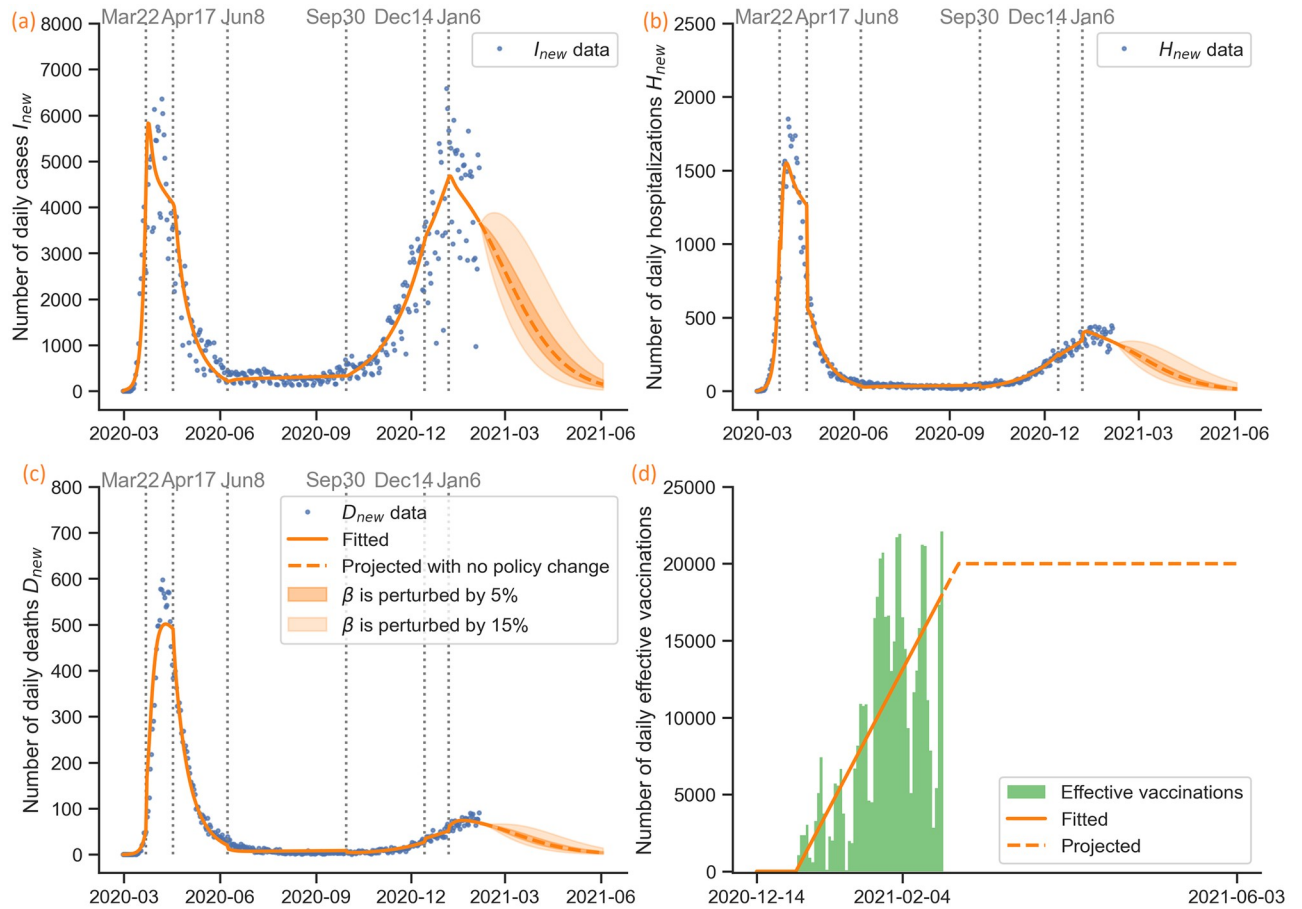 (a)
Mar22 Apr17 Jun8 Sep30 Dec14 Jan6
8000
7000
6000
5000
4000
3000
2000
1000
0
Number of daily cases I_new
I_new data
2020-03 2020-06 2020-09 2020-12 2021-03 2021-06
(b)
Mar22 Apr17 Jun8 Sep30 Dec14 Jan6
2500
2000
1500
1000
500
0
Number of daily hospitalizations H_new
H_new data
2020-03 2020-06 2020-09 2020-12 2021-03 2021-06
(c)
Mar22 Apr17 Jun8 Sep30 Dec14 Jan6
800
700
600
500
400
300
200
100
0
Number of daily deaths D_new
D_new data
Fitted
Projected with no policy change
β is perturbed by 5%
β is perturbed by 15%
2020-03 2020-06 2020-09 2020-12 2021-03 2021-06
(d)
25000
20000
15000
10000
5000
0
Number of daily effective vaccinations
Effective vaccinations
Fitted
Projected
2020-12-14 2021-02-04 2021-06-03